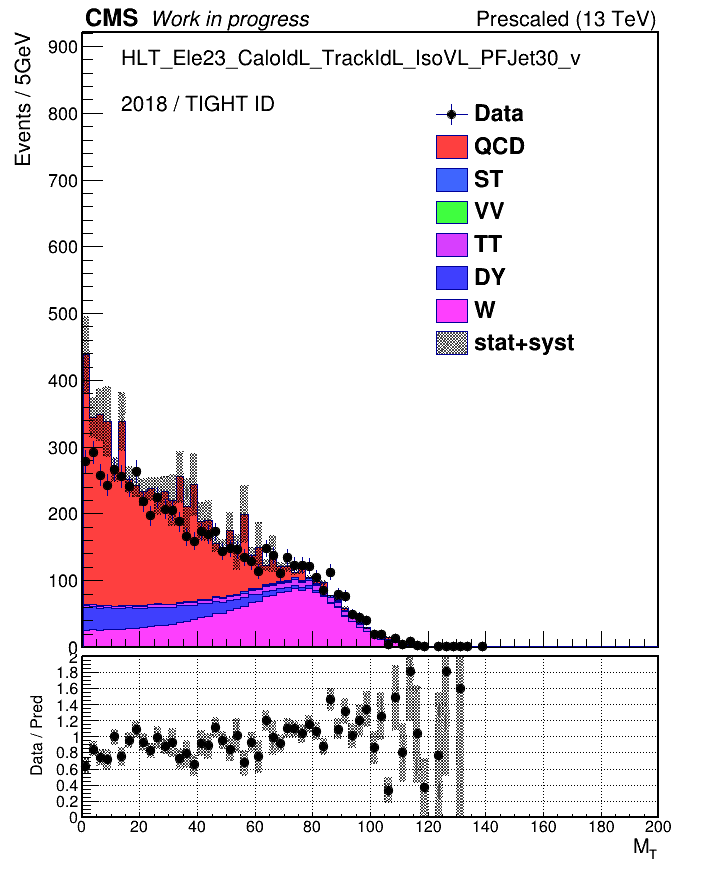 CMS Work in progress Prescaled (13 TeV)
Events / 5GeV
HLT_Ele23_CaloIdL_TrackIdL_IsoVL_PFJet30_v
2018 / TIGHT ID
Data
QCD
ST
VV
TT
DY
W
stat+syst
900
800
700
600
500
400
300
200
100
0
Data / Pred
2
1.8
1.6
1.4
1.2
1
0.8
0.6
0.4
0.2
0
0 20 40 60 80 100 120 140 160 180 200
M_T